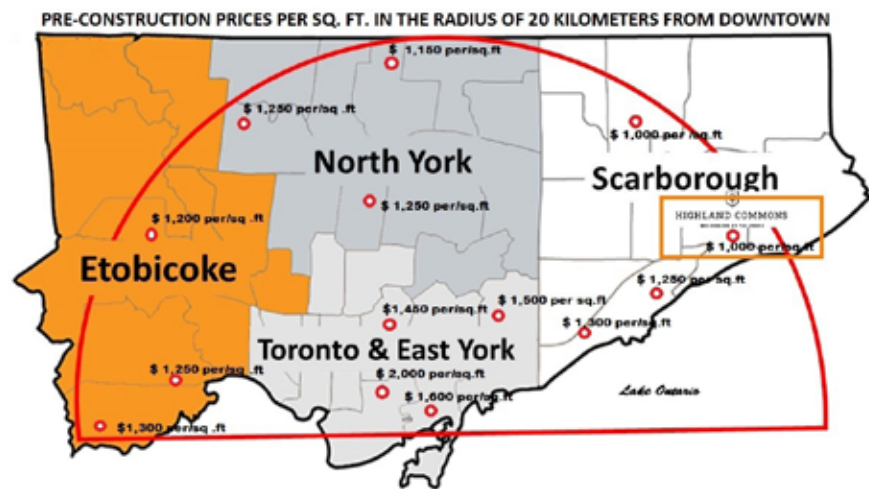 PRE-CONSTRUCTION PRICES PER SQ. FT. IN THE RADIUS OF 20 KILOMETERS FROM DOWNTOWN
$ 1,150 per/sq.ft
$ 1,250 per/sq .ft
$ 1,000 per /sq.ft
North York
Scarborough
$ 1,200 per/sq .ft
$ 1,250 per/sq.ft
HIGHLAND COMMONS
$ 1,000 per/sq.ft
Etobicoke
$ 1,250 per sq.ft
$ 1,500 per sq.ft
$1,450/sq.ft
$ 1,300 per/sq.ft
Toronto & East York
$ 1,250 per/sq.ft
$ 2,000 per/sq.ft
$ 1,600 per/sq.ft
Lake Ontario
$1,300 per/sq .ft